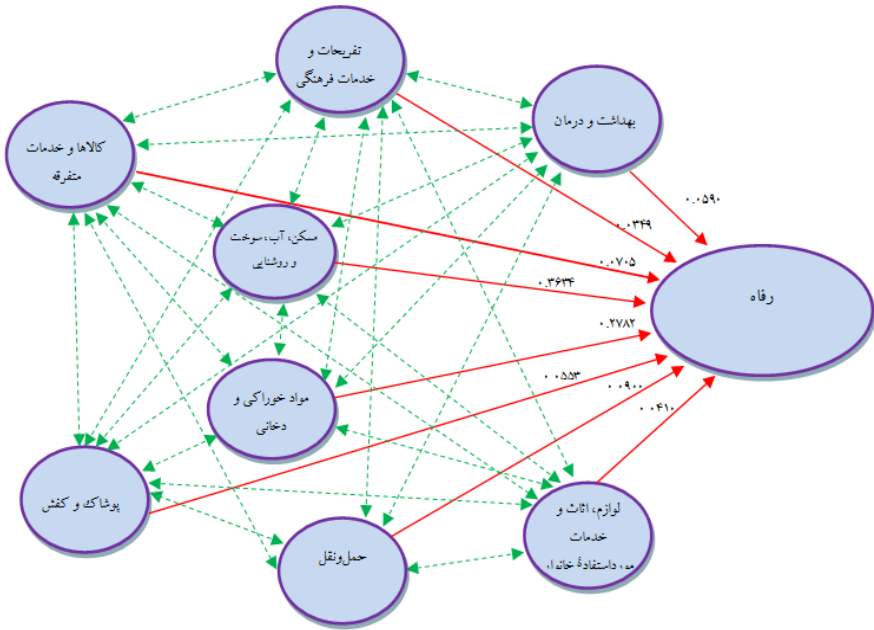 تفریحات و
خدمات فرهنگی
بهداشت و درمان
کالاها و خدمات
متفرقه
۰.۰۵۹۰
۰.۰۳۴۹
مسکن، آب، سوخت
و روشنایی
۰.۰۷۰۵
۰.۳۶۳۴
رفاه
۰.۲۷۸۲
۰.۰۵۵۳
۰.۰۹۰۰
۰.۰۴۱۰
مواد خوراکی و
دخانی
پوشاک و کفش
لوازم، اثاث و
خدمات
مورداستفادهٔ خانوار
حمل‌ونقل